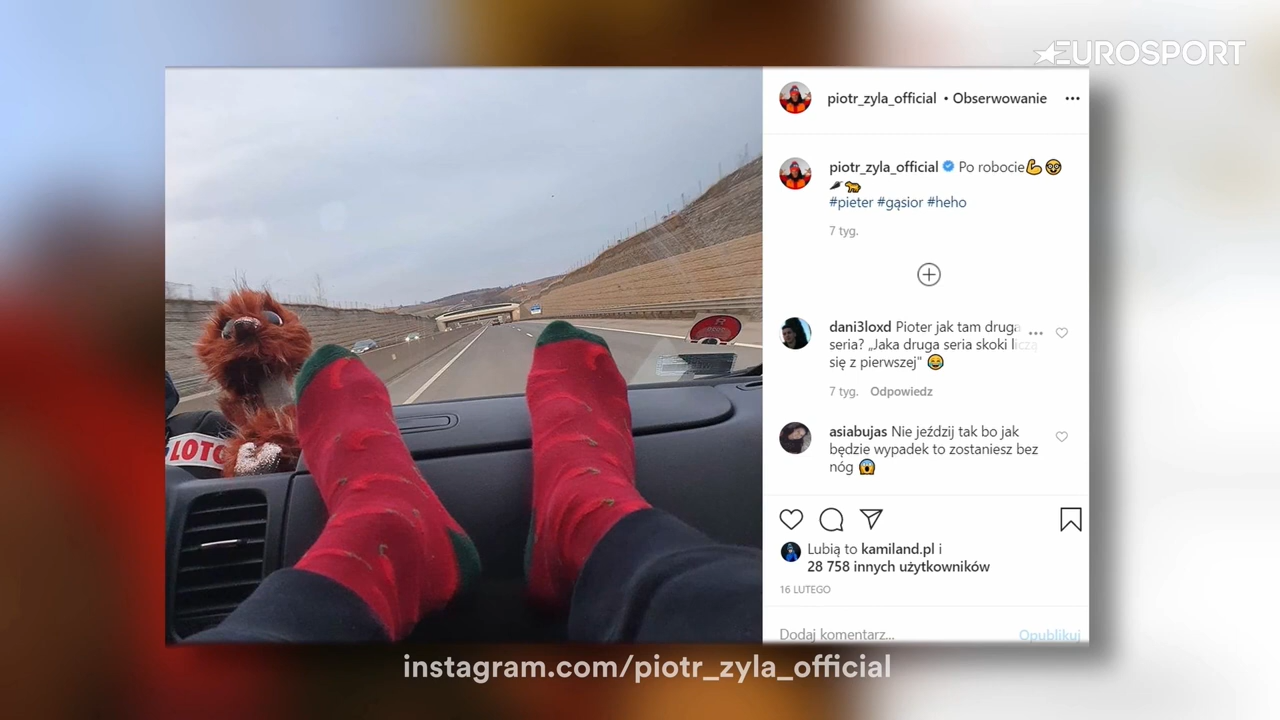 EUROSPORT
piotr_zyla_official • Obserwowanie •••
piotr_zyla_official Po robocie💪🤓
🌶🐅
#pieter #gąsior #heho
7 tyg.
dani3loxd Pioter jak tam druga
seria? „Jaka druga seria skoki liczą
się z pierwszej" 😂
7 tyg. Odpowiedz
asiabujas Nie jeźdżij tak bo jak
będzie wypadek to zostaniesz bez
nóg 😱
LOTO
Lubią to kamiland.pl i
28 758 innych użytkowników
16 LUTEGO
Dodaj komentarz... Opublikuj
instagram.com/piotr_zyla_official